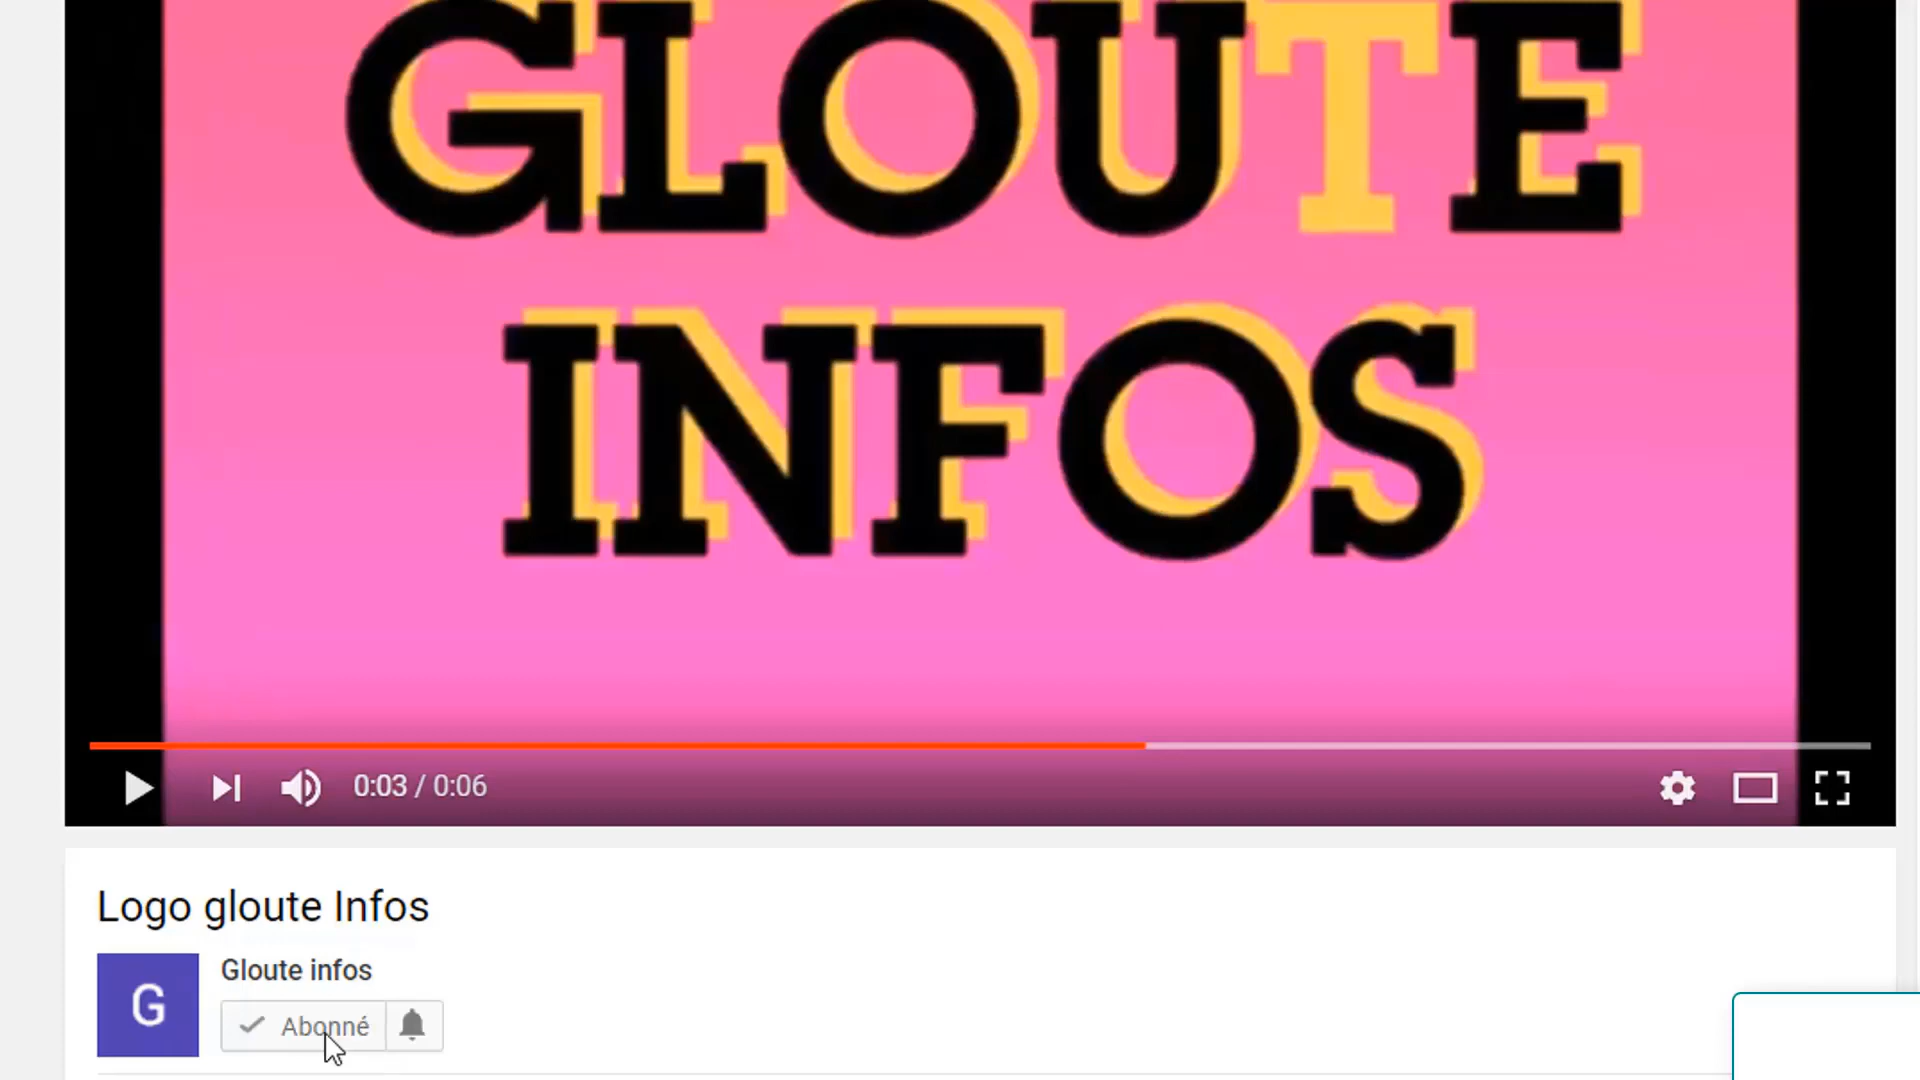 GLOUTE
INFOS
0:03 / 0:06
Logo gloute Infos
G
Gloute infos
Abonné